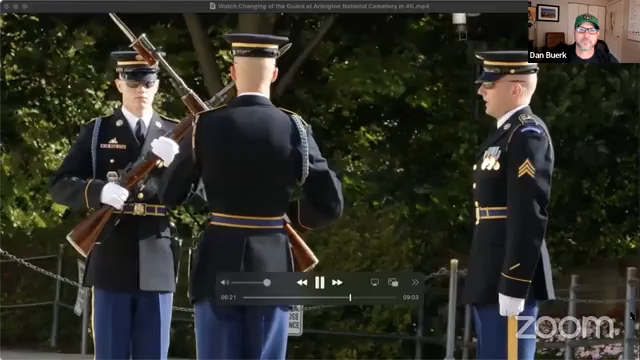 Watch Changing of the Guard at Arlington National Cemetery in 4K.mp4
Dan Buerk
06:21
09:03
zoom